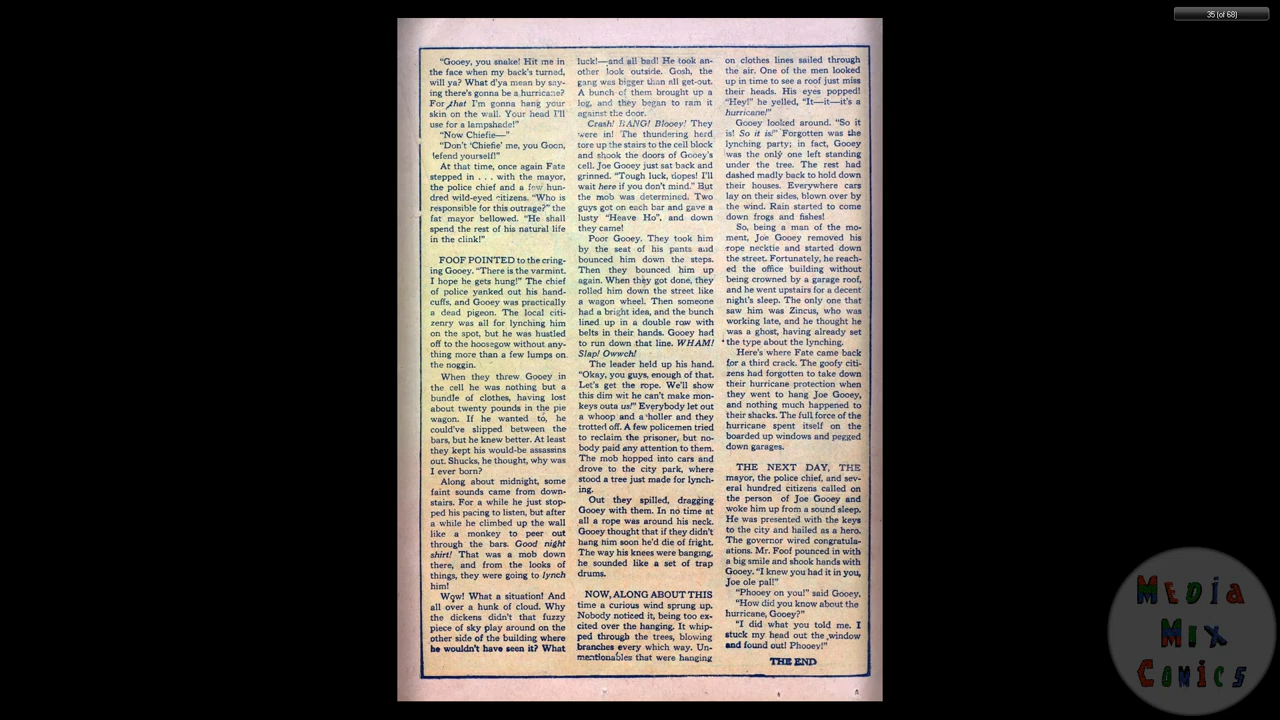 35 (of 68)
"Gooey, you snake! Hit me in
the face when my back's turned,
will ya? What d'ya mean by say-
ing there's gonna be a hurricane?
For that I'm gonna hang your
skin on the wall. Your head I'll
use for a lampshade!"
"Now Chiefie—"
"Don't 'Chiefie' me, you Goon,
defend yourself!"
At that time, once again Fate
stepped in . . . with the mayor,
the police chief and a few hun-
dred wild-eyed citizens. "Who is
responsible for this outrage?" the
fat mayor bellowed. "He shall
spend the rest of his natural life
in the clink!"
FOOF POINTED to the cring-
ing Gooey. "There is the varmint.
I hope he gets hung!" The chief
of police yanked out his hand-
cuffs, and Gooey was practically
a dead pigeon. The local citi-
zenry was all for lynching him
on the spot, but he was hustled
off to the hoosegow without any-
thing more than a few lumps on
the noggin.
When they threw Gooey in
the cell he was nothing but a
bundle of clothes, having lost
about twenty pounds in the pie
wagon. If he wanted to, he
could've slipped between the
bars, but he knew better. At least
they kept his would-be assassins
out. Shucks, he thought, why was
I ever born?
Along about midnight, some
faint sounds came from down-
stairs. For a while he just stop-
ped his pacing to listen, but after
a while he climbed up the wall
like a monkey to peer out
through the bars. Good night
shirt! That was a mob down
there, and from the looks of
things, they were going to lynch
him!
Wow! What a situation! And
all over a hunk of cloud. Why
the dickens didn't that fuzzy
piece of sky play around on the
other side of the building where
he wouldn't have seen it? What
luck!—and all bad! He took an-
other look outside. Gosh, the
gang was bigger than all get-out.
A bunch of them brought up a
log, and they began to ram it
against the door.
Crash! BANG! Blooey! They
were in! The thundering herd
tore up the stairs to the cell block
and shook the doors of Gooey's
cell. Joe Gooey just sat back and
grinned. "Tough luck, dopes! I'll
wait here if you don't mind." But
the mob was determined. Two
guys got on each bar and gave a
lusty "Heave Ho", and down
they came!
Poor Gooey. They took him
by the seat of his pants and
bounced him down the steps.
Then they bounced him up
again. When they got done, they
rolled him down the street like
a wagon wheel. Then someone
had a bright idea, and the bunch
lined up in a double row with
belts in their hands. Gooey had
to run down that line. WHAM!
Slap! Owwch!
The leader held up his hand.
"Okay, you guys, enough of that.
Let's get the rope. We'll show
this dim wit he can't make mon-
keys outa us!" Everybody let out
a whoop and a holler and they
trotted off. A few policemen tried
to reclaim the prisoner, but no-
body paid any attention to them.
The mob hopped into cars and
drove to the city park, where
stood a tree just made for lynch-
ing.
Out they spilled, dragging
Gooey with them. In no time at
all a rope was around his neck.
Gooey thought that if they didn't
hang him soon he'd die of fright.
The way his knees were banging,
he sounded like a set of trap
drums.
NOW, ALONG ABOUT THIS
time a curious wind sprung up.
Nobody noticed it, being too ex-
cited over the hanging. It whip-
ped through the trees, blowing
branches every which way. Un-
mentionables that were hanging
on clothes lines sailed through
the air. One of the men looked
up in time to see a roof just miss
their heads. His eyes popped!
"Hey!" he yelled, "It—it—it's a
hurricane!"
Gooey looked around. "So it
is! So it is!" Forgotten was the
lynching party; in fact, Gooey
was the only one left standing
under the tree. The rest had
dashed madly back to hold down
their houses. Everywhere cars
lay on their sides, blown over by
the wind. Rain started to come
down frogs and fishes!
So, being a man of the mo-
ment, Joe Gooey removed his
rope necktie and started down
the street. Fortunately, he reach-
ed the office building without
being crowned by a garage roof,
and he went upstairs for a decent
night's sleep. The only one that
saw him was Zincus, who was
working late, and he thought he
was a ghost, having already set
the type about the lynching.
Here's where Fate came back
for a third crack. The goofy citi-
zens had forgotten to take down
their hurricane protection when
they went to hang Joe Gooey,
and nothing much happened to
their shacks. The full force of the
hurricane spent itself on the
boarded up windows and pegged
down garages.
THE NEXT DAY, THE
mayor, the police chief, and sev-
eral hundred citizens called on
the person of Joe Gooey and
woke him up from a sound sleep.
He was presented with the keys
to the city and hailed as a hero.
The governor wired congratula-
ations. Mr. Foof pounced in with
a big smile and shook hands with
Gooey. "I knew you had it in you,
Joe ole pal!"
"Phooey on you!" said Gooey.
"How did you know about the
hurricane, Gooey?"
"I did what you told me. I
stuck my head out the window
and found out! Phooey!"
THE END
MEDiA
MiX
COMiCS